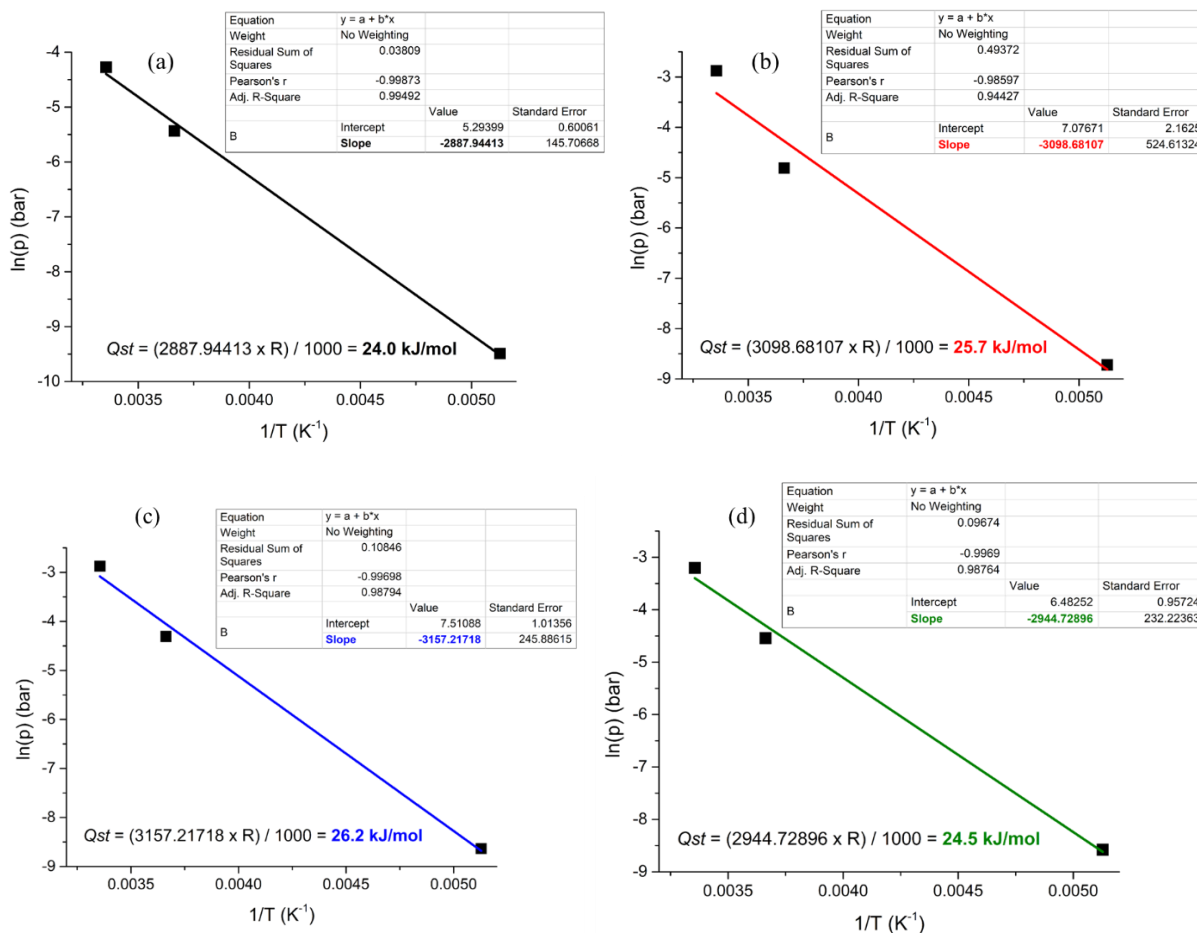 (a)
Equation y = a + b*x
Weight No Weighting
Residual Sum of Squares 0.03809
Pearson's r -0.99873
Adj. R-Square 0.99492
Value Standard Error
B Intercept 5.29399 0.60061
Slope -2887.94413 145.70668
-4
-5
-6
-7
-8
-9
-10
ln(p) (bar)
Qst = (2887.94413 x R) / 1000 = 24.0 kJ/mol
0.0035 0.0040 0.0045 0.0050
1/T (K⁻¹)
(b)
Equation y = a + b*x
Weight No Weighting
Residual Sum of Squares 0.49372
Pearson's r -0.98597
Adj. R-Square 0.94427
Value Standard Error
B Intercept 7.07671 2.1625
Slope -3098.68107 524.61324
-3
-4
-5
-6
-7
-8
-9
ln(p) (bar)
Qst = (3098.68107 x R) / 1000 = 25.7 kJ/mol
0.0035 0.0040 0.0045 0.0050
1/T (K⁻¹)
(c)
Equation y = a + b*x
Weight No Weighting
Residual Sum of Squares 0.10846
Pearson's r -0.99698
Adj. R-Square 0.98794
Value Standard Error
B Intercept 7.51088 1.01356
Slope -3157.21718 245.88615
-3
-4
-5
-6
-7
-8
-9
ln(p) (bar)
Qst = (3157.21718 x R) / 1000 = 26.2 kJ/mol
0.0035 0.0040 0.0045 0.0050
1/T (K⁻¹)
(d)
Equation y = a + b*x
Weight No Weighting
Residual Sum of Squares 0.09674
Pearson's r -0.9969
Adj. R-Square 0.98764
Value Standard Error
B Intercept 6.48252 0.95724
Slope -2944.72896 232.22363
-3
-4
-5
-6
-7
-8
-9
ln(p) (bar)
Qst = (2944.72896 x R) / 1000 = 24.5 kJ/mol
0.0035 0.0040 0.0045 0.0050
1/T (K⁻¹)